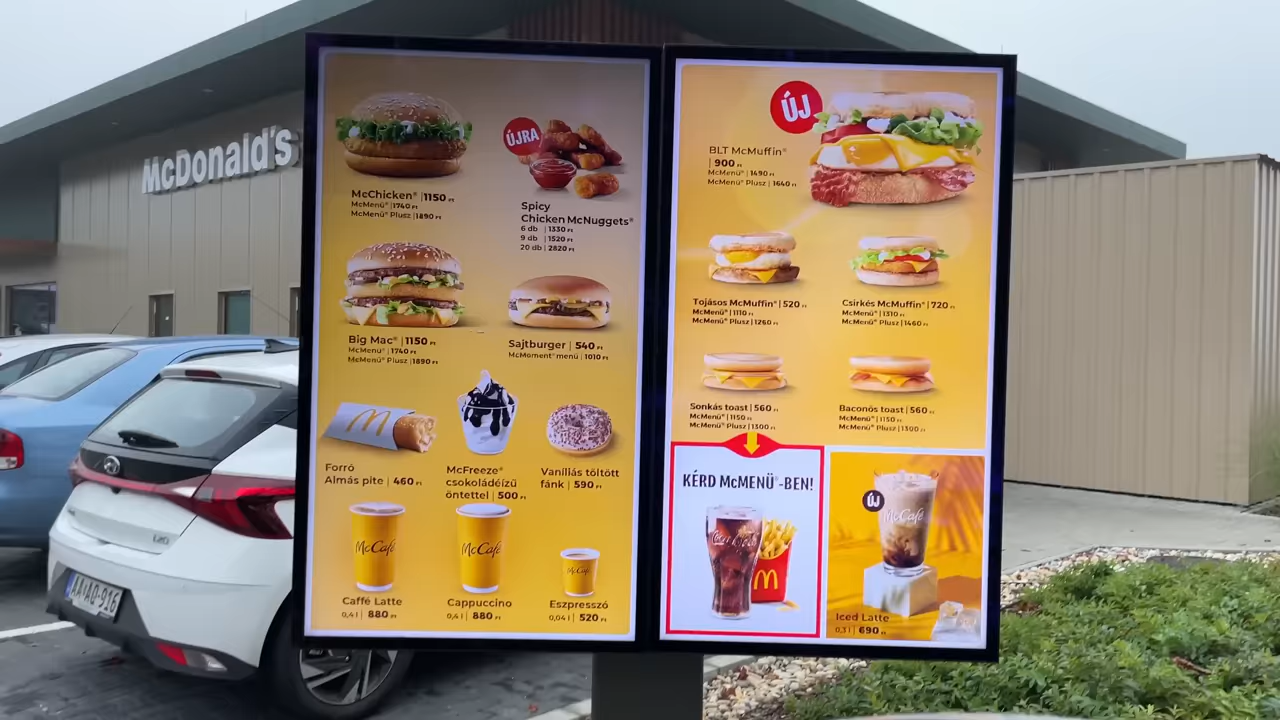 McDonald's
McChicken® | 1150 Ft
McMenü® | 1740 Ft
McMenü® Plusz | 1890 Ft
ÚJRA
Spicy
Chicken McNuggets®
6 db | 1330 Ft
9 db | 1520 Ft
20 db | 2820 Ft
Big Mac® | 1150 Ft
McMenü® | 1740 Ft
McMenü® Plusz | 1890 Ft
Sajtburger | 540 Ft
McMoment® menü | 1010 Ft
Forró
Almás pite | 460 Ft
McFreeze®
csokoládéízű
öntettel | 500 Ft
Vaníliás töltött
fánk | 590 Ft
McCafé
McCafé
McCafé
Caffé Latte
0,4 l | 880 Ft
Cappuccino
0,4 l | 880 Ft
Eszpresszó
0,04 l | 520 Ft
ÚJ
BLT McMuffin®
| 900 Ft
McMenü® | 1490 Ft
McMenü® Plusz | 1640 Ft
Tojásos McMuffin® | 520 Ft
McMenü® | 1110 Ft
McMenü® Plusz | 1260 Ft
Csirkés McMuffin® | 720 Ft
McMenü® | 1310 Ft
McMenü® Plusz | 1460 Ft
Sonkás toast | 560 Ft
McMenü® | 1150 Ft
McMenü® Plusz | 1300 Ft
Baconös toast | 560 Ft
McMenü® | 1150 Ft
McMenü® Plusz | 1300 Ft
KÉRD McMENÜ®-BEN!
Coca-Cola
ÚJ
McCafé
Iced Latte
0,3 l | 690 Ft
AAAO-916
i20